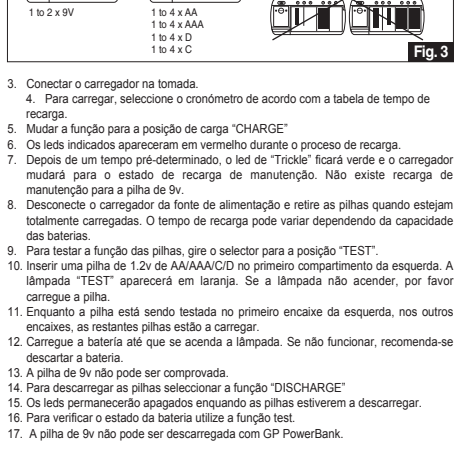 1 to 2 x 9V
1 to 4 x AA
1 to 4 x AAA
1 to 4 x D
1 to 4 x C
Fig. 3
3. Conectar o carregador na tomada.
4. Para carregar, seleccione o cronómetro de acordo com a tabela de tempo de
recarga.
5. Mudar a função para a posição de carga “CHARGE”
6. Os leds indicados apareceram em vermelho durante o proceso de recarga.
7. Depois de um tempo pré-determinado, o led de “Trickle” ficará verde e o carregador
mudará para o estado de recarga de manutenção. Não existe recarga de
manutenção para a pilha de 9v.
8. Desconecte o carregador da fonte de alimentação e retire as pilhas quando estejam
totalmente carregadas. O tempo de recarga pode variar dependendo da capacidade
das baterias.
9. Para testar a função das pilhas, gire o selector para a posição “TEST”.
10. Inserir uma pilha de 1.2v de AA/AAA/C/D no primeiro compartimento da esquerda. A
lâmpada “TEST” aparecerá em laranja. Se a lâmpada não acender, por favor
carregue a pilha.
11. Enquanto a pilha está sendo testada no primeiro encaixe da esquerda, nos outros
encaixes, as restantes pilhas estão a carregar.
12. Carregue a batería até que se acenda a lâmpada. Se não funcionar, recomenda-se
descartar a bateria.
13. A pilha de 9v não pode ser comprovada.
14. Para descarregar as pilhas seleccionar a função “DISCHARGE”
15. Os leds permanecerão apagados enquando as pilhas estiverem a descarregar.
16. Para verificar o estado da bateria utilize a função test.
17. A pilha de 9v não pode ser descarregada com GP PowerBank.